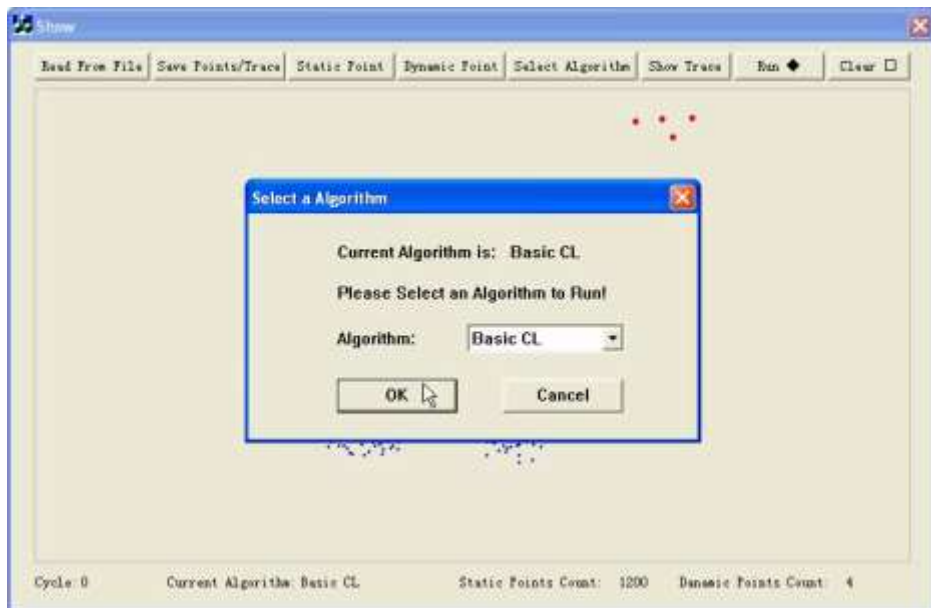 Show
Read From File Save Points/Trace Static Point Dynamic Point Select Algorithm Show Trace Run Clear
Select a Algorithm
Current Algorithm is: Basic CL
Please Select an Algorithm to Run!
Algorithm: Basic CL
OK Cancel
Cycle: 0 Current Algorithm: Basic CL Static Points Count: 1200 Danamic Points Count: 4